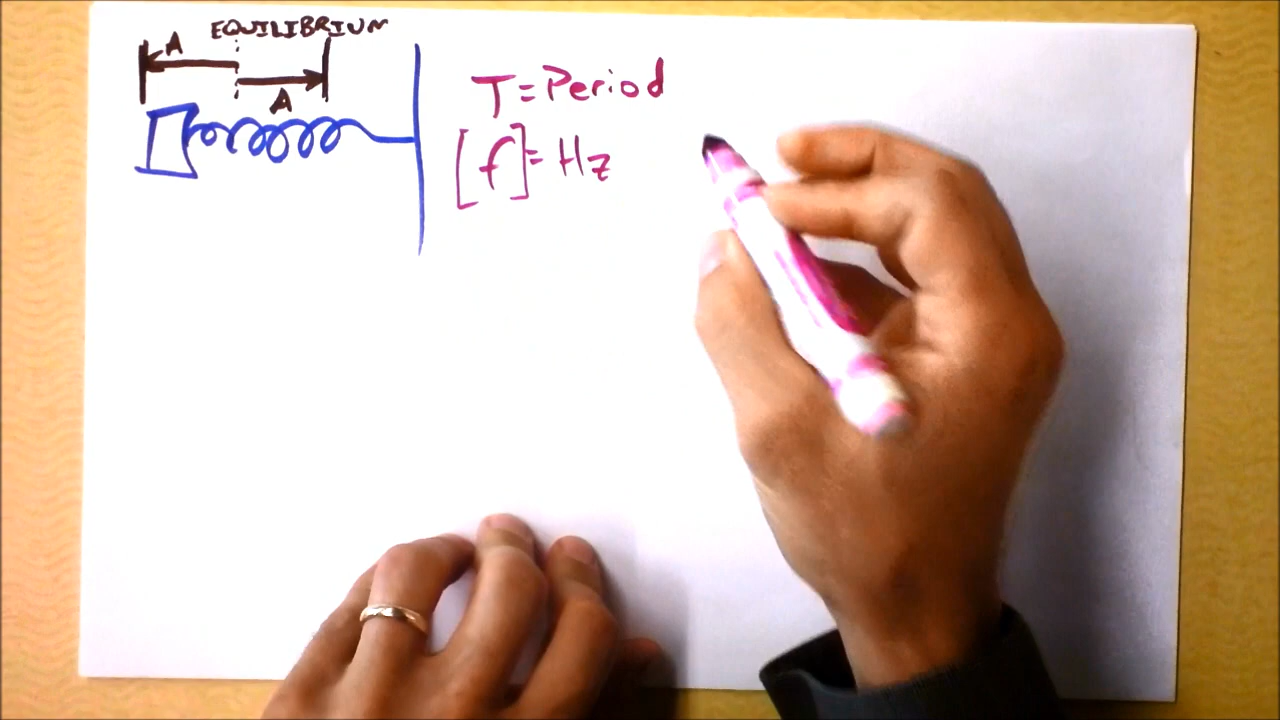 EQUILIBRIUM
A
A
T = Period
[f] = Hz